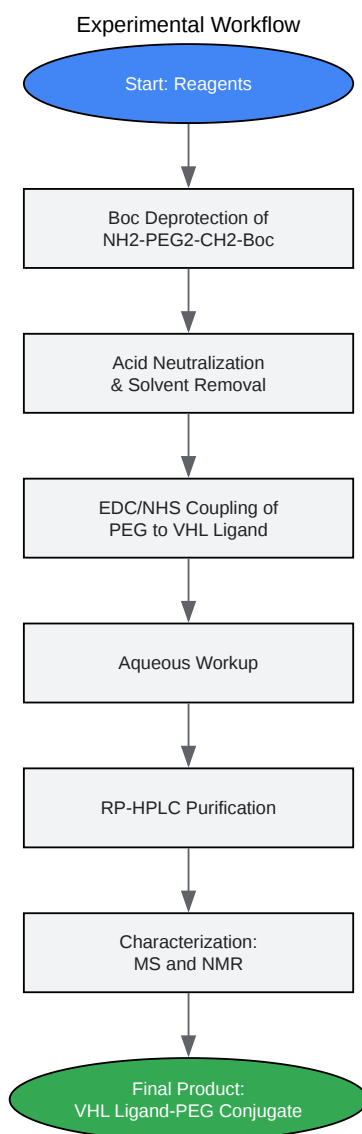 Experimental Workflow
Start: Reagents
Boc Deprotection of
NH2-PEG2-CH2-Boc
Acid Neutralization
& Solvent Removal
EDC/NHS Coupling of
PEG to VHL Ligand
Aqueous Workup
RP-HPLC Purification
Characterization:
MS and NMR
Final Product:
VHL Ligand-PEG Conjugate